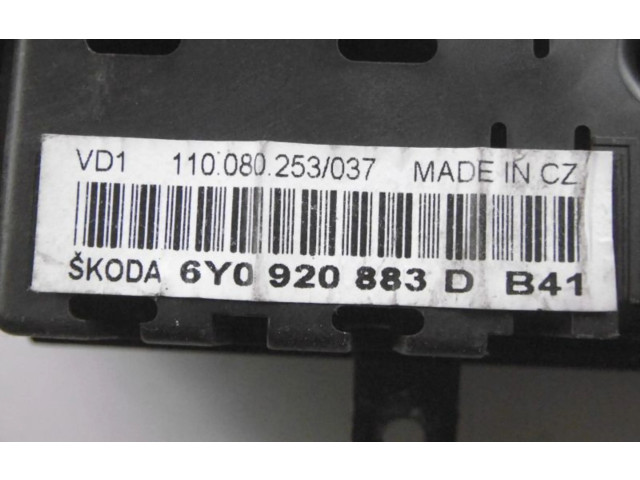 VD1 110.080.253/037 MADE IN CZ
ŠKODA 6Y0 920 883 D B41